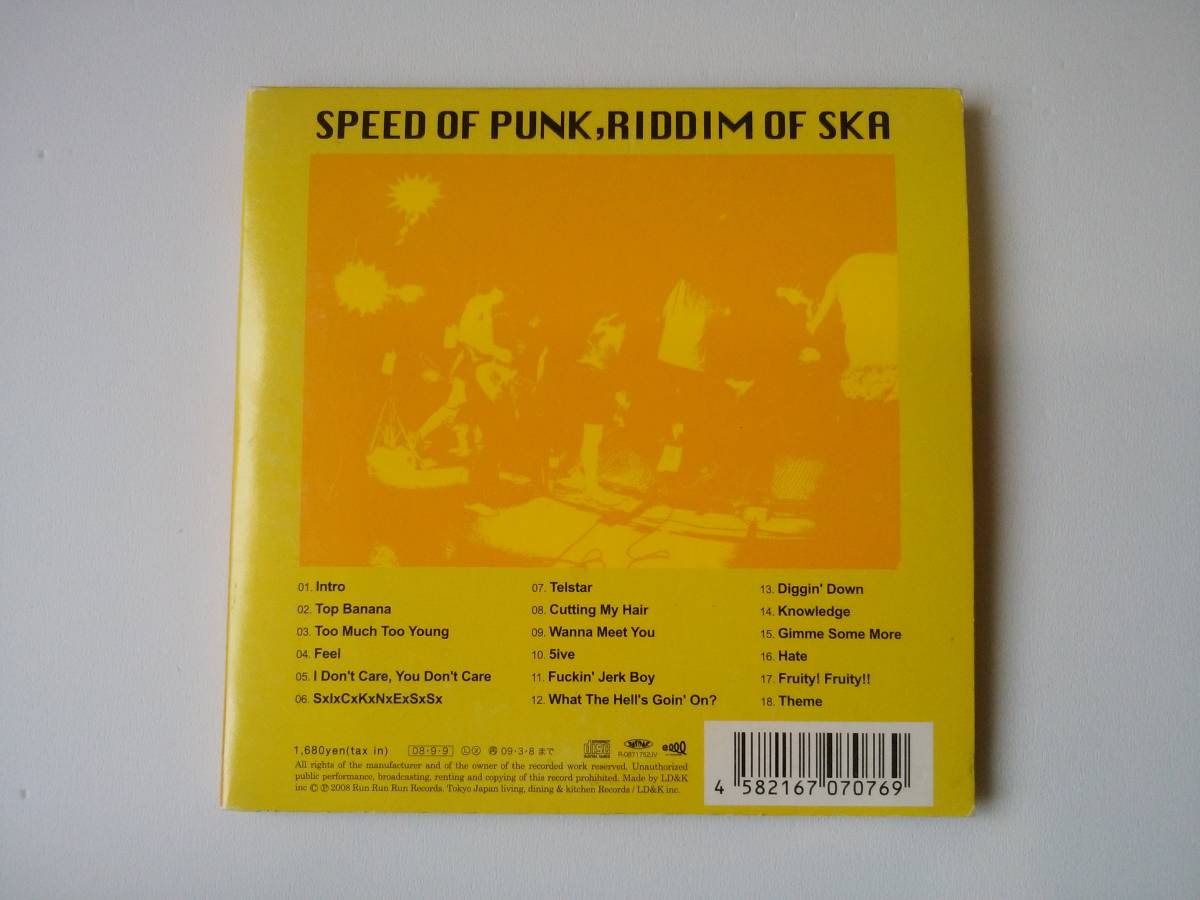 SPEED OF PUNK,RIDDIM OF SKA
01. Intro
02. Top Banana
03. Too Much Too Young
04. Feel
05. I Don't Care, You Don't Care
06. SxIxCxKxNxExSxSx
07. Telstar
08. Cutting My Hair
09. Wanna Meet You
10. 5ive
11. Fuckin' Jerk Boy
12. What The Hell's Goin' On?
13. Diggin' Down
14. Knowledge
15. Gimme Some More
16. Hate
17. Fruity! Fruity!!
18. Theme
1,680yen(tax in) 08・9・9 Ⓛ Ⓧ 09・3・8 まで
R-0871752JV
All rights of the manufacturer and of the owner of the recorded work reserved. Unauthorized
public performance, broadcasting, renting and copying of this record prohibited. Made by LD&K
inc © ℗ 2008 Run Run Run Records. Tokyo Japan living, dining & kitchen Records / LD&K inc.
4 582167 070769